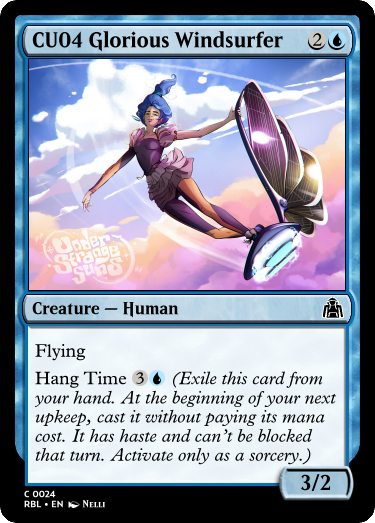 CU04 Glorious Windsurfer 2
Under
Strange
Suns
Creature — Human
Flying
Hang Time 3 (Exile this card from
your hand. At the beginning of your next
upkeep, cast it without paying its mana
cost. It has haste and can't be blocked
that turn. Activate only as a sorcery.)
3/2
C 0024
RBL • EN Nelli